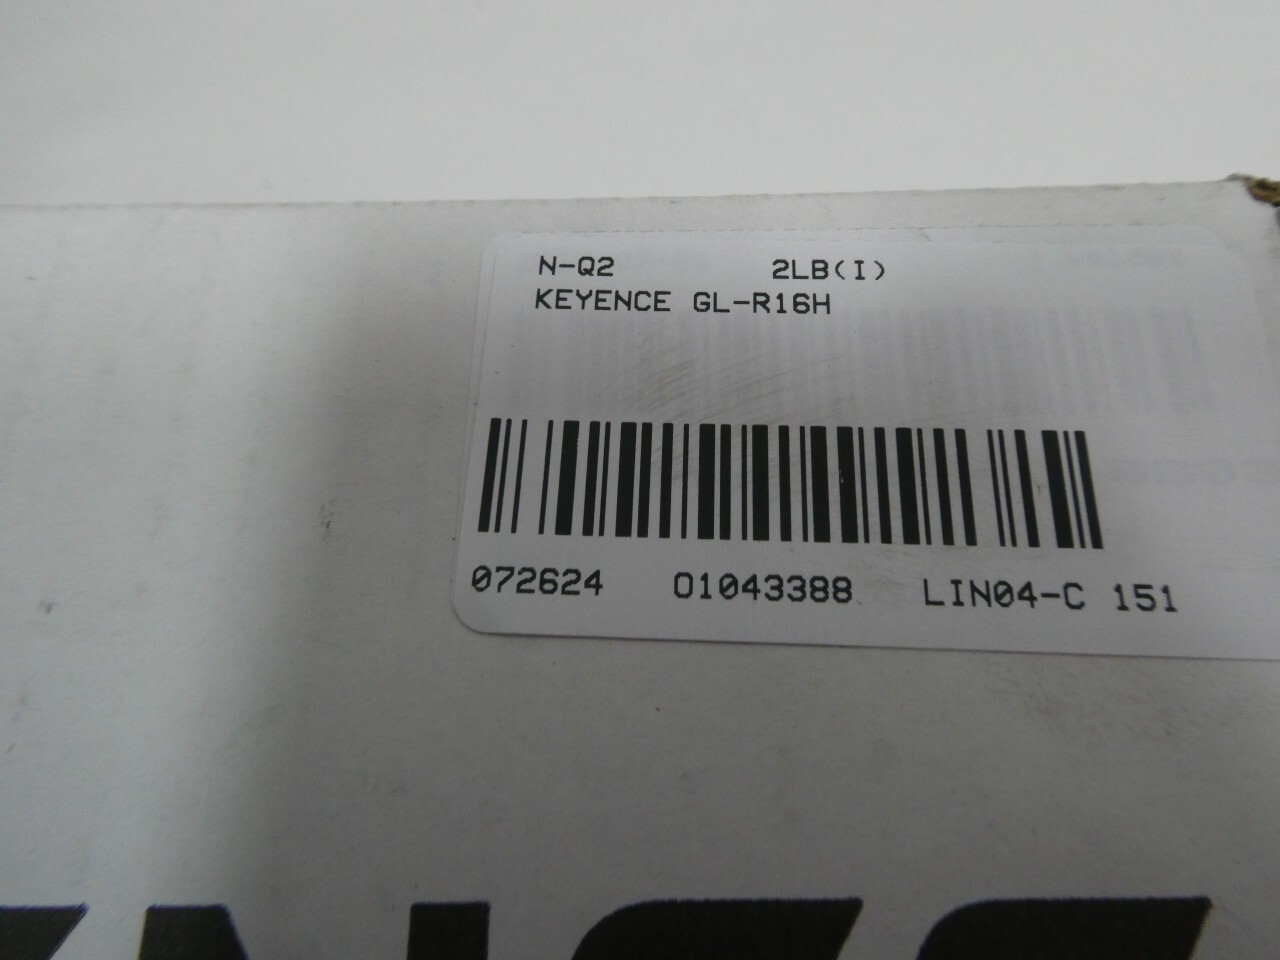 N-Q2 2LB(I)
KEYENCE GL-R16H
072624 01043388 LIN04-C 151